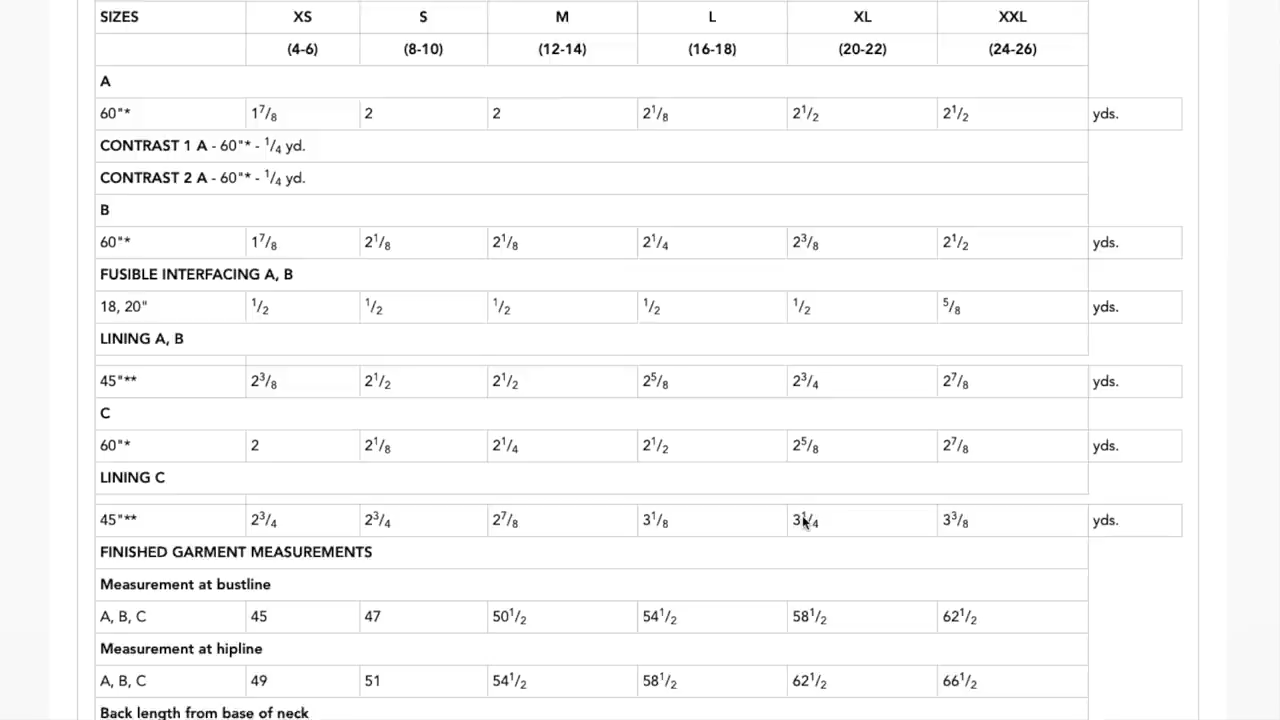 SIZES XS S M L XL XXL
(4-6) (8-10) (12-14) (16-18) (20-22) (24-26)
A
60"* 1⁷/₈ 2 2 2¹/₈ 2¹/₂ 2¹/₂ yds.
CONTRAST 1 A - 60"* - ¹/₄ yd.
CONTRAST 2 A - 60"* - ¹/₄ yd.
B
60"* 1⁷/₈ 2¹/₈ 2¹/₈ 2¹/₄ 2³/₈ 2¹/₂ yds.
FUSIBLE INTERFACING A, B
18, 20" ¹/₂ ¹/₂ ¹/₂ ¹/₂ ¹/₂ ⁵/₈ yds.
LINING A, B
45"** 2³/₈ 2¹/₂ 2¹/₂ 2⁵/₈ 2³/₄ 2⁷/₈ yds.
C
60"* 2 2¹/₈ 2¹/₄ 2¹/₂ 2⁵/₈ 2⁷/₈ yds.
LINING C
45"** 2³/₄ 2³/₄ 2⁷/₈ 3¹/₈ 3¹/₄ 3³/₈ yds.
FINISHED GARMENT MEASUREMENTS
Measurement at bustline
A, B, C 45 47 50¹/₂ 54¹/₂ 58¹/₂ 62¹/₂
Measurement at hipline
A, B, C 49 51 54¹/₂ 58¹/₂ 62¹/₂ 66¹/₂
Back length from base of neck